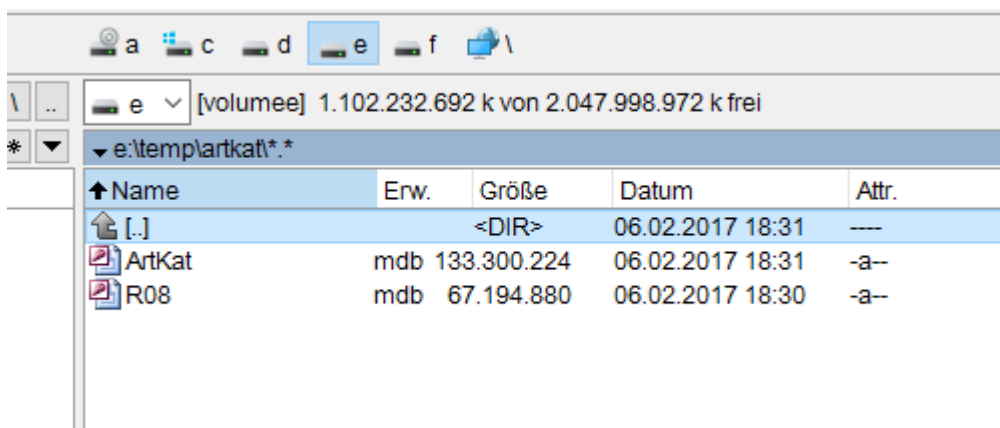 a c d e f \
\ .. e [volumee] 1.102.232.692 k von 2.047.998.972 k frei
* e:\temp\artkat\*.*
Name Erw. Größe Datum Attr.
[..] <DIR> 06.02.2017 18:31 ----
ArtKat mdb 133.300.224 06.02.2017 18:31 -a--
R08 mdb 67.194.880 06.02.2017 18:30 -a--